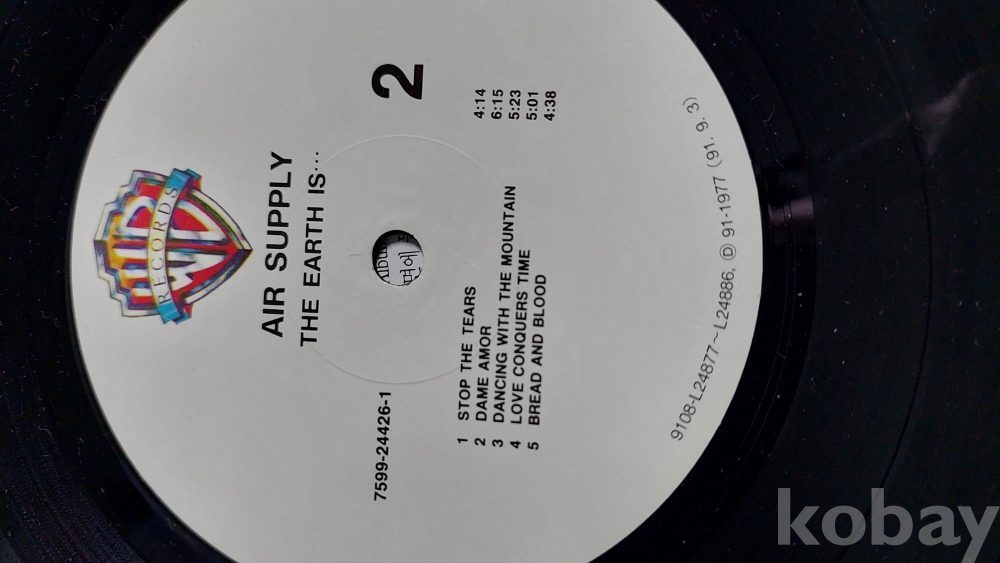 WB
RECORDS
AIR SUPPLY
THE EARTH IS…
7599-24426-1
2
1 STOP THE TEARS 4:14
2 DAME AMOR 6:15
3 DANCING WITH THE MOUNTAIN 5:23
4 LOVE CONQUERS TIME 5:01
5 BREAD AND BLOOD 4:38
9108-L24877~L24886, Ⓓ 91-1977 (91. 9. 3)
kobay